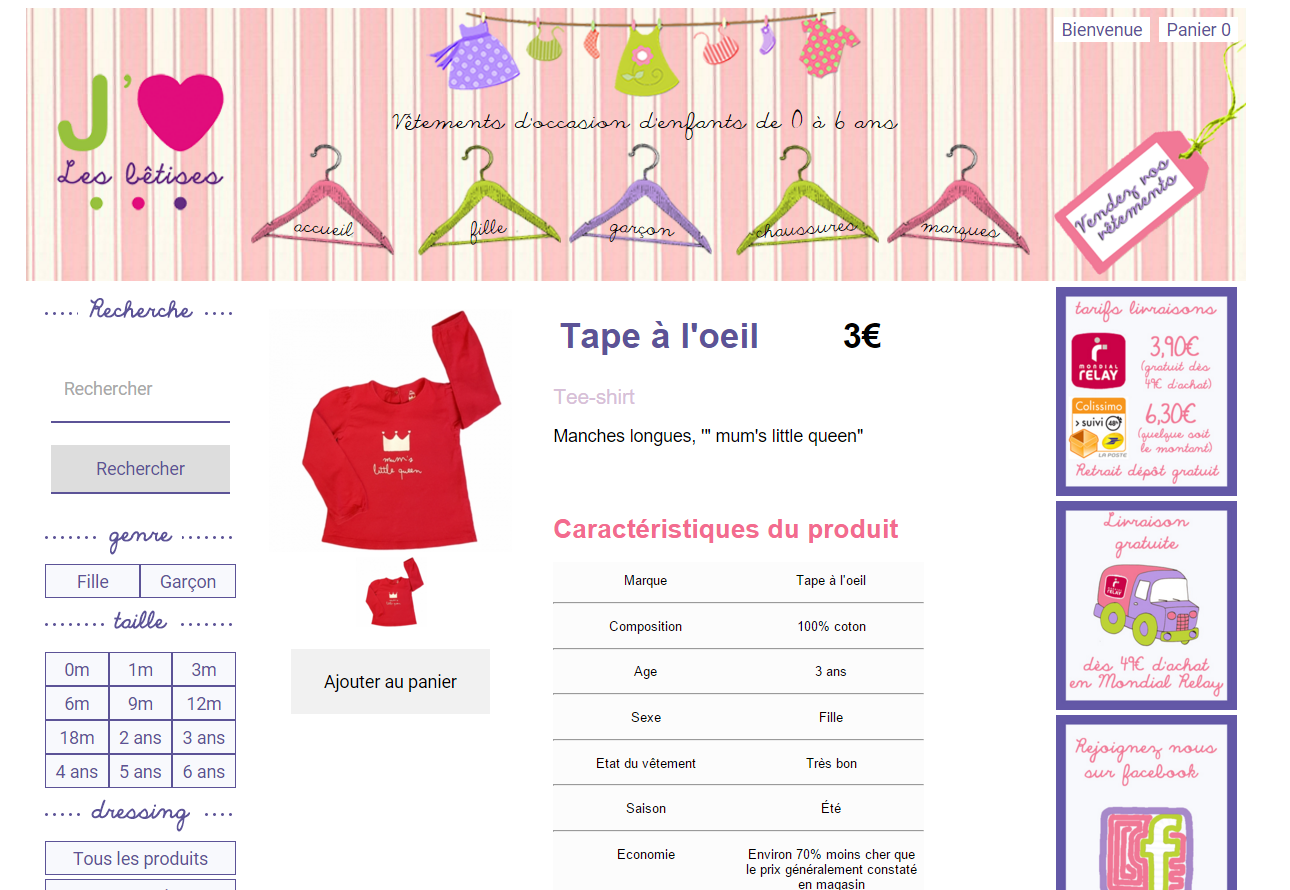 Bienvenue
Panier 0
J'
Les bêtises
Vêtements d'occasion d'enfants de 0 à 6 ans
accueil
fille
garçon
chaussures
marques
Vendez vos
vêtements
Recherche
Rechercher
Rechercher
genre
Fille
Garçon
taille
0m
1m
3m
6m
9m
12m
18m
2 ans
3 ans
4 ans
5 ans
6 ans
dressing
Tous les produits
mum's
little queen
Ajouter au panier
Tape à l'oeil
3€
Tee-shirt
Manches longues, '" mum's little queen"
Caractéristiques du produit
Marque
Tape à l'oeil
Composition
100% coton
Age
3 ans
Sexe
Fille
Etat du vêtement
Très bon
Saison
Été
Economie
Environ 70% moins cher que
le prix généralement constaté
en magasin
tarifs livraisons
MONDIAL
RELAY
3,90€
(gratuit dès
49€ d'achat)
Colissimo
> suivi 48h
LA POSTE
6,30€
(quelque soit
le montant)
Retrait dépôt gratuit
Livraison
gratuite
RELAY
dès 49€ d'achat
en Mondial Relay
Rejoignez nous
sur facebook
f